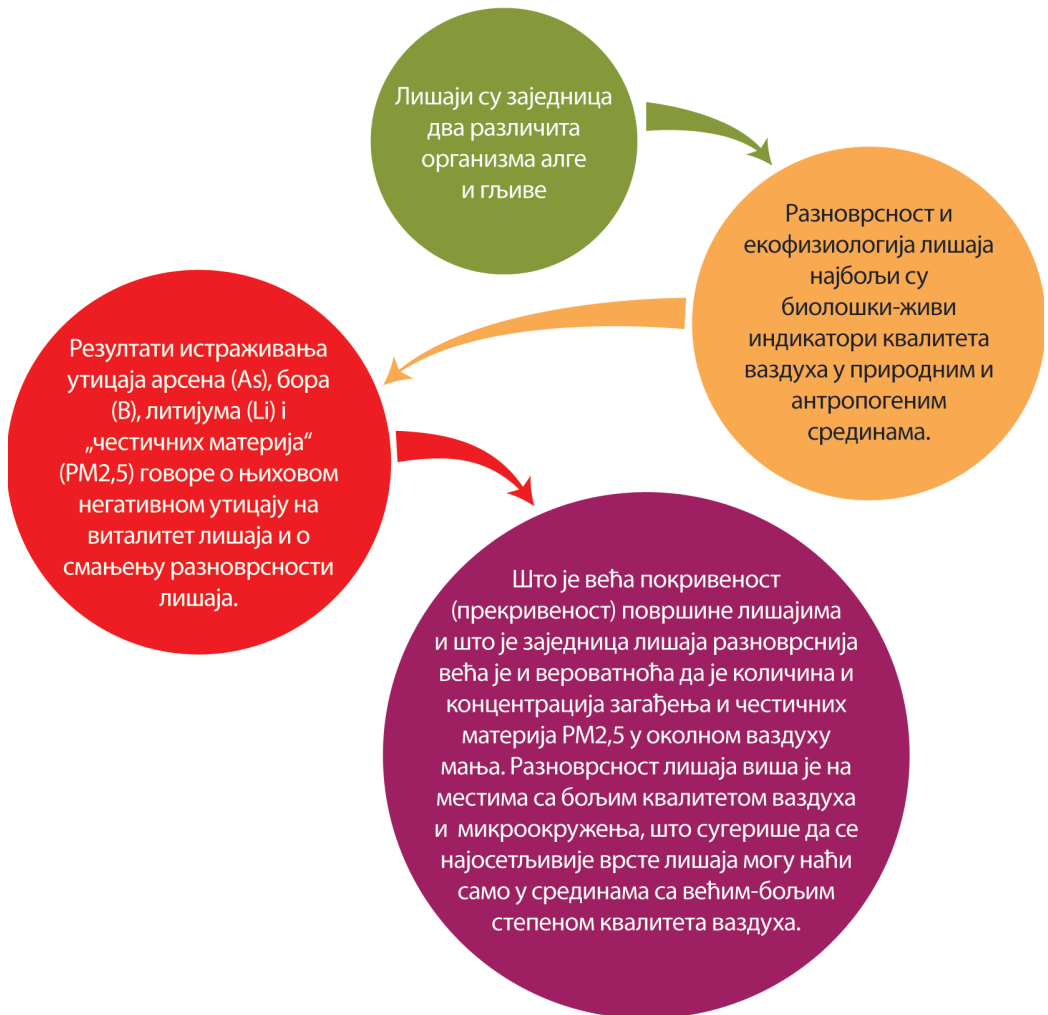 Лишаји су заједница
два различита
организма алге
и гљиве
Разноврсност и
екофизиологија лишаја
најбољи су
биолошки-живи
индикатори квалитета
ваздуха у природним и
антропогеним
срединама.
Резултати истраживања
утицаја арсена (As), бора
(B), литијума (Li) i
„честичних материја“
(PM2,5) говоре о њиховом
негативном утицају на
виталитет лишаја и о
смањењу разноврсности
лишаја.
Што је већа покривеност
(прекривеност) површине лишајима
и што је заједница лишаја разноврснија
већа је и вероватноћа да је количина и
концентрација загађења и честичних
материја PM2,5 у околном ваздуху
мања. Разноврсност лишаја виша је на
местима са бољим квалитетом ваздуха
и микроокружења, што сугерише да се
најосетљивије врсте лишаја могу наћи
само у срединама са већим-бољим
степеном квалитета ваздуха.